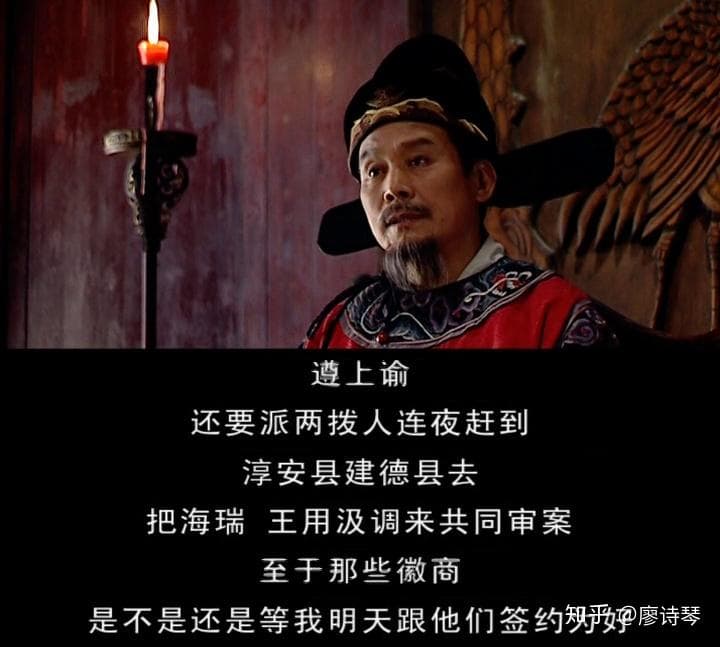 遵上谕
还要派两拨人连夜赶到
淳安县建德县去
把海瑞 王用汲调来共同审案
至于那些徽商
是不是还是等我明天跟他们签约为好
知乎 @廖诗琴